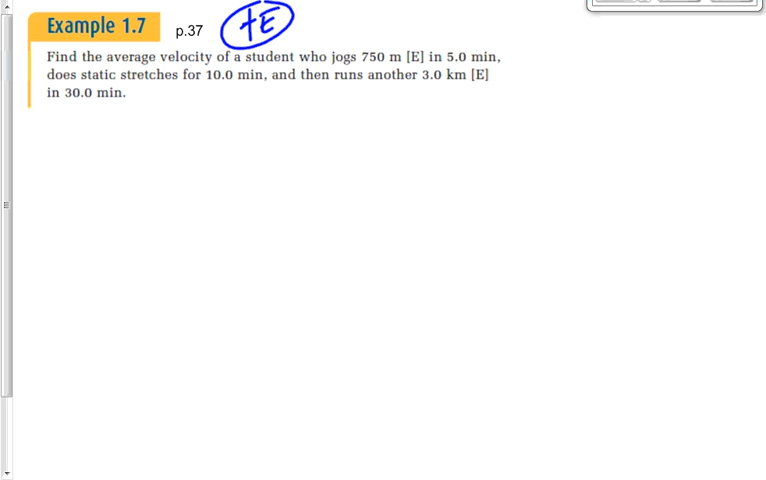 Example 1.7 p.37 +E
Find the average velocity of a student who jogs 750 m [E] in 5.0 min,
does static stretches for 10.0 min, and then runs another 3.0 km [E]
in 30.0 min.